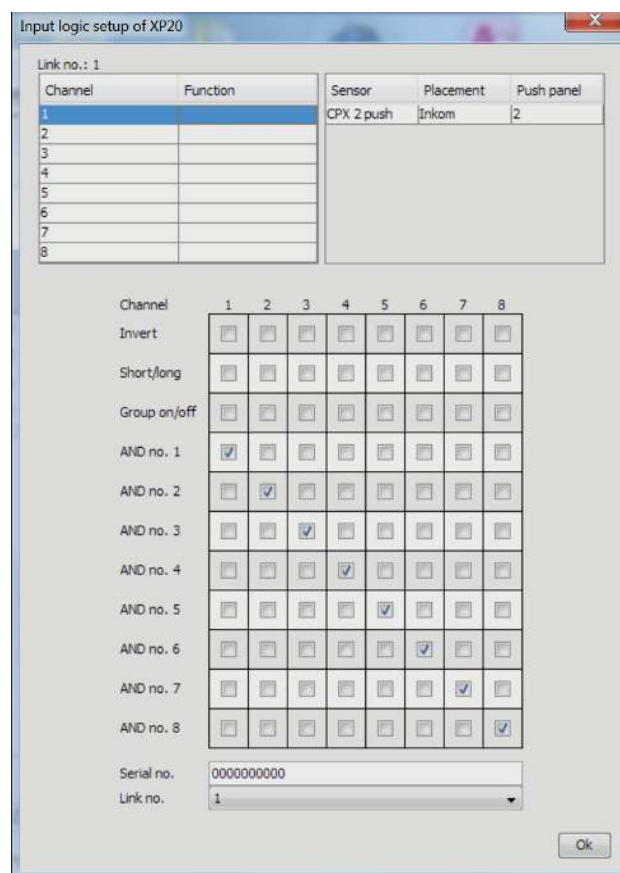 Input logic setup of XP20
Link no.: 1
Channel Function
1
2
3
4
5
6
7
8
Sensor Placement Push panel
CPX 2 push Inkom 2
Channel 1 2 3 4 5 6 7 8
Invert
Short/long
Group on/off
AND no. 1
AND no. 2
AND no. 3
AND no. 4
AND no. 5
AND no. 6
AND no. 7
AND no. 8
Serial no. 0000000000
Link no. 1
Ok